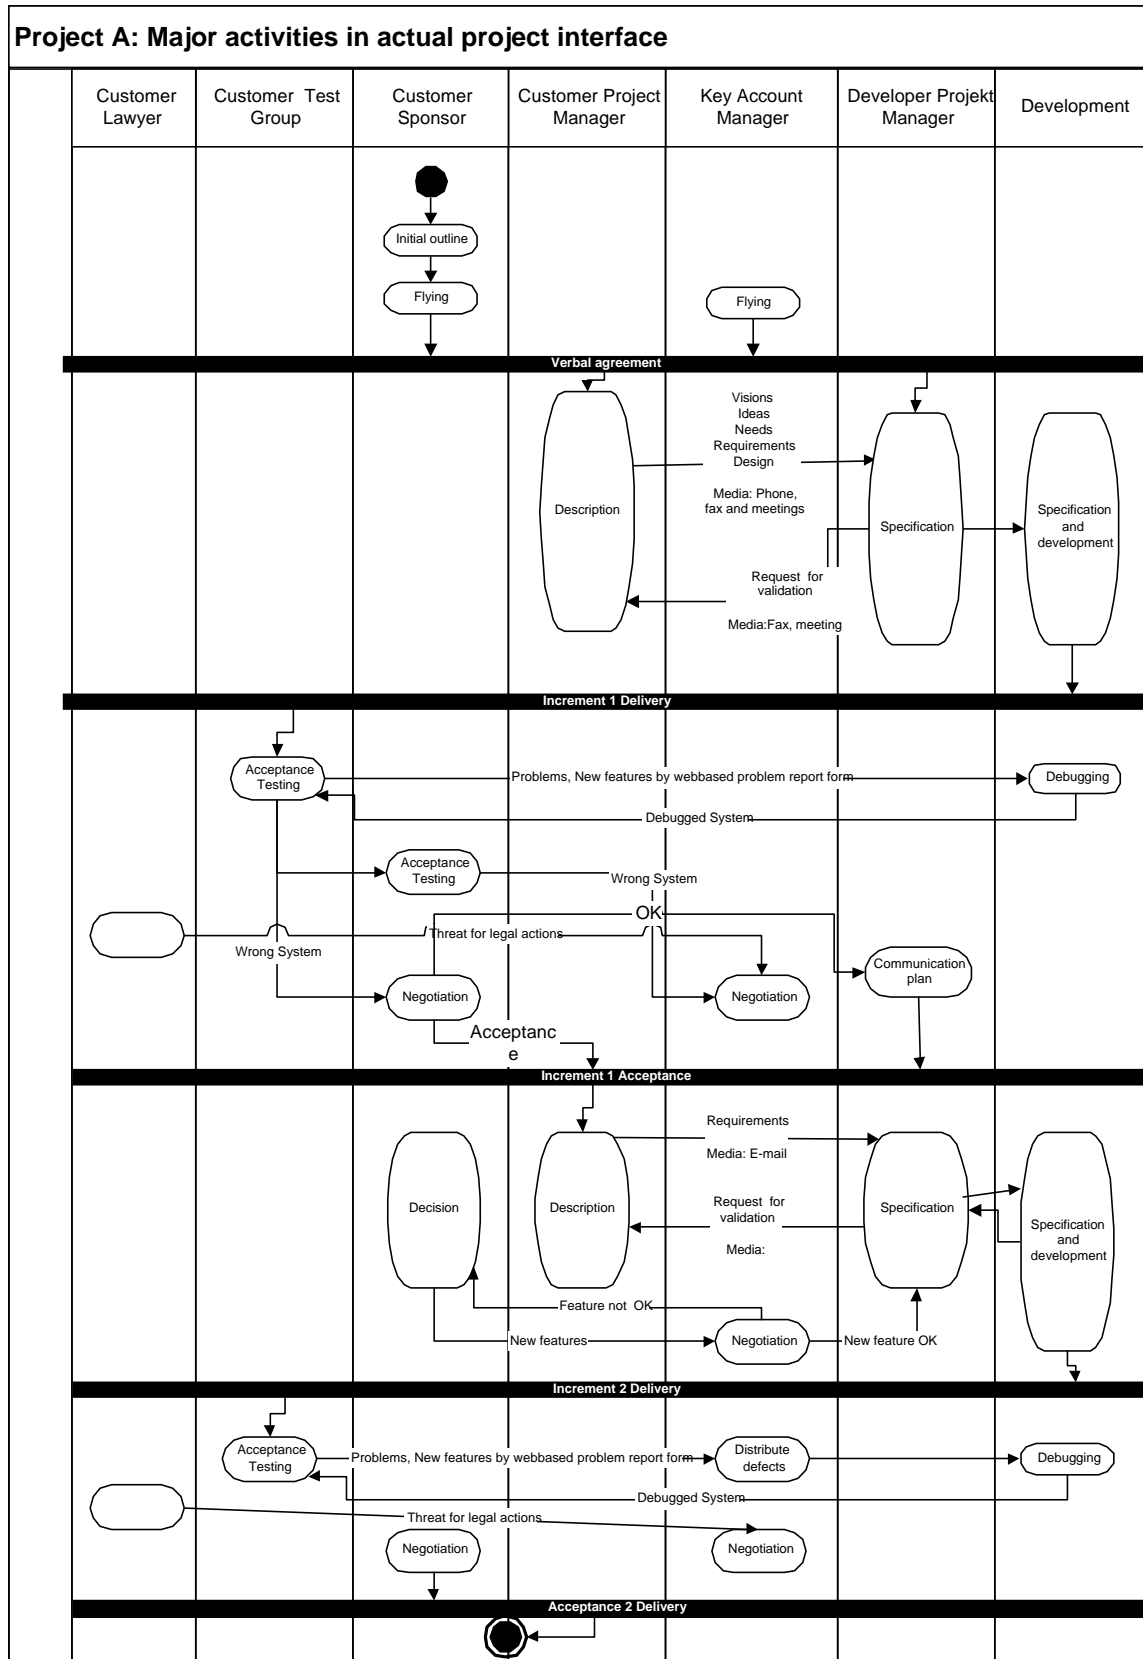 Project A: Major activities in actual project interface
Customer
Lawyer
Customer Test
Group
Customer
Sponsor
Customer Project
Manager
Key Account
Manager
Developer Projekt
Manager
Development
Initial outline
Flying
Flying
Verbal agreement
Visions
Ideas
Needs
Requirements
Design
Media: Phone,
fax and meetings
Description
Specification
Specification
and
development
Request for
validation
Media:Fax, meeting
Increment 1 Delivery
Acceptance
Testing
Problems, New features by webbased problem report form
Debugging
Debugged System
Acceptance
Testing
Wrong System
OK
Threat for legal actions
Wrong System
Communication
plan
Negotiation
Negotiation
Acceptanc
e
Increment 1 Acceptance
Requirements
Media: E-mail
Decision
Description
Request for
validation
Media:
Specification
Specification
and
development
Feature not OK
New features
Negotiation
New feature OK
Increment 2 Delivery
Acceptance
Testing
Problems, New features by webbased problem report form
Distribute
defects
Debugging
Debugged System
Threat for legal actions
Negotiation
Negotiation
Acceptance 2 Delivery